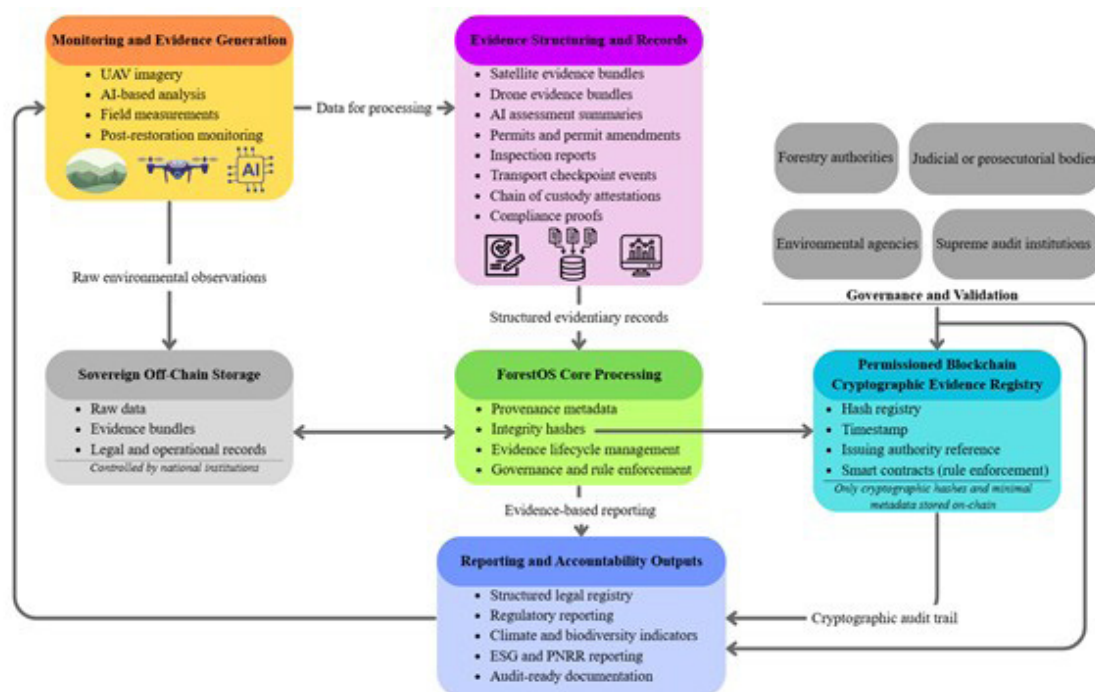 Monitoring and Evidence Generation
• UAV imagery
• AI-based analysis
• Field measurements
• Post-restoration monitoring
AI
Data for processing
Evidence Structuring and Records
• Satellite evidence bundles
• Drone evidence bundles
• AI assessment summaries
• Permits and permit amendments
• Inspection reports
• Transport checkpoint events
• Chain of custody attestations
• Compliance proofs
Forestry authorities
Judicial or prosecutorial bodies
Environmental agencies
Supreme audit institutions
Governance and Validation
Raw environmental observations
Structured evidentiary records
Sovereign Off-Chain Storage
• Raw data
• Evidence bundles
• Legal and operational records
Controlled by national institutions
ForestOS Core Processing
• Provenance metadata
• Integrity hashes
• Evidence lifecycle management
• Governance and rule enforcement
Permissioned Blockchain
Cryptographic Evidence Registry
• Hash registry
• Timestamp
• Issuing authority reference
• Smart contracts (rule enforcement)
Only cryptographic hashes and minimal
metadata stored on-chain
Evidence-based reporting
Reporting and Accountability Outputs
• Structured legal registry
• Regulatory reporting
• Climate and biodiversity indicators
• ESG and PNRR reporting
• Audit-ready documentation
Cryptographic audit trail